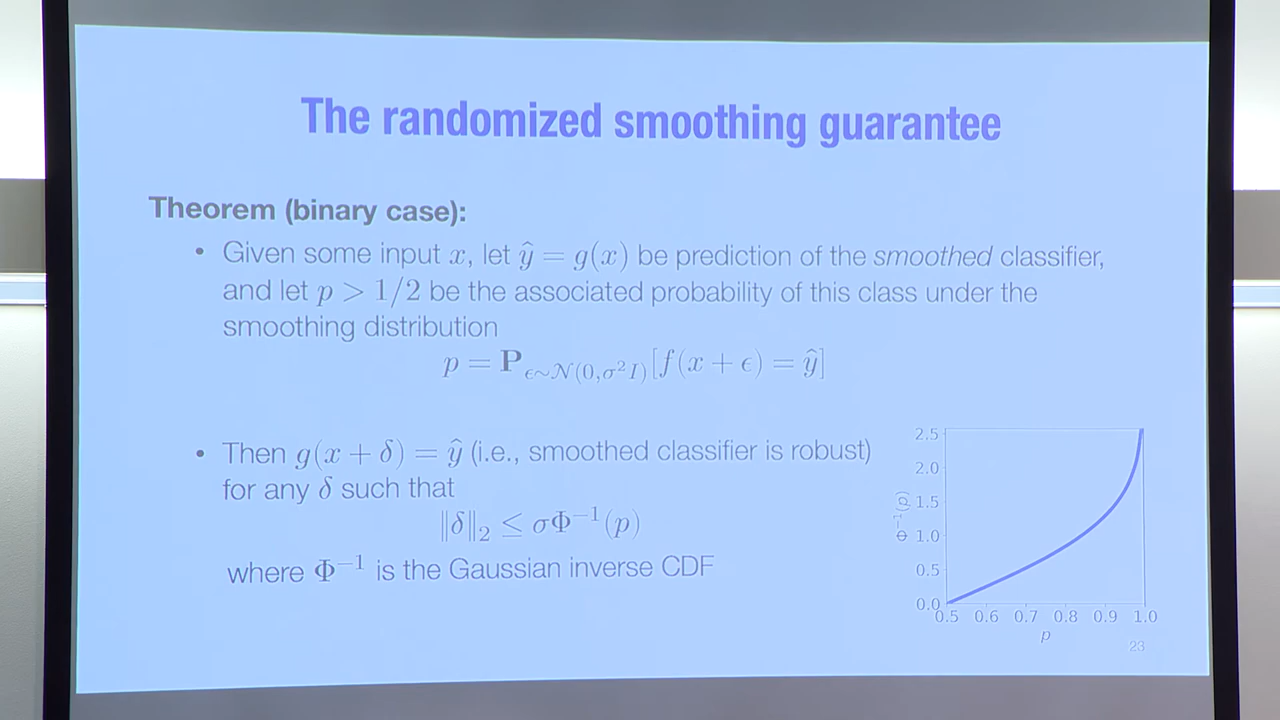 The randomized smoothing guarantee
Theorem (binary case):
• Given some input x, let ŷ = g(x) be prediction of the smoothed classifier,
and let p > 1/2 be the associated probability of this class under the
smoothing distribution
p = P_{ϵ∼𝒩(0,σ²I)}[f(x + ϵ) = ŷ]
• Then g(x + δ) = ŷ (i.e., smoothed classifier is robust)
for any δ such that
‖δ‖₂ ≤ σΦ⁻¹(p)
where Φ⁻¹ is the Gaussian inverse CDF
2.5
2.0
1.5
1.0
0.5
0.0
Φ⁻¹(p)
0.5 0.6 0.7 0.8 0.9 1.0
p
23